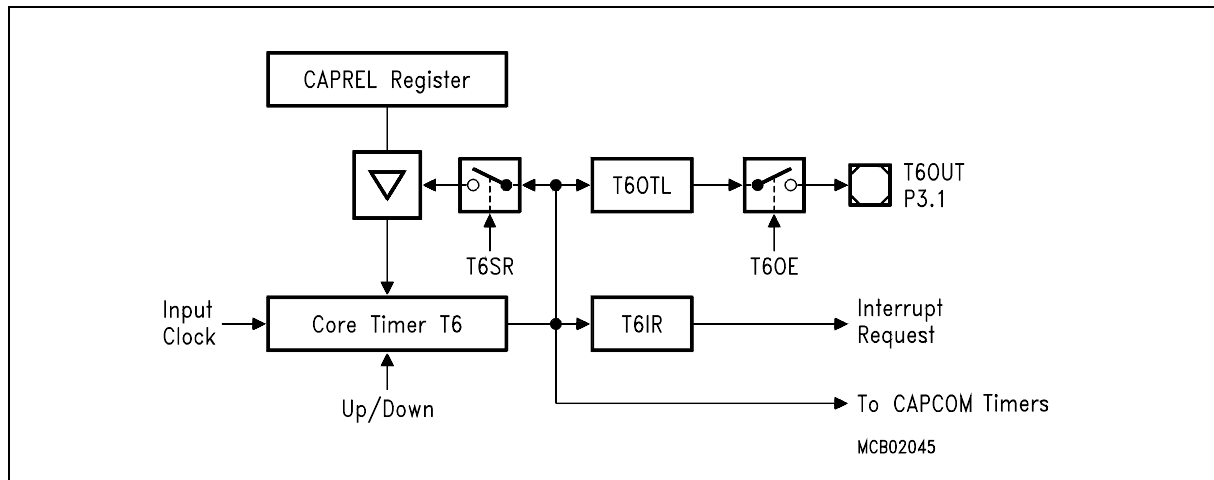 CAPREL Register
T6OTL
T6OUT
P3.1
T6SR
T6OE
Input
Clock
Core Timer T6
T6IR
Interrupt
Request
Up/Down
To CAPCOM Timers
MCB02045